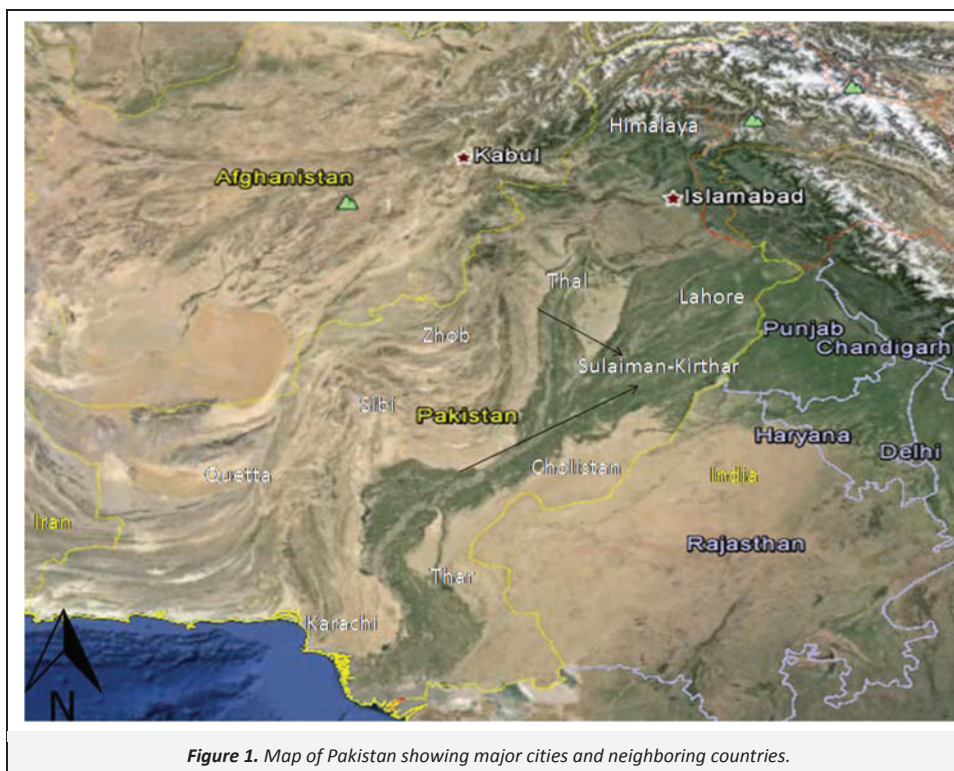 Himalaya
Kabul
Afghanistan
Islamabad
Thal
Lahore
Zhob
Punjab
Chandigarh
Sulaiman-Kirthar
Sibi
Pakistan
Haryana
Delhi
Cholistan
India
Quetta
Iran
Rajasthan
Thar
Karachi
N
Figure 1. Map of Pakistan showing major cities and neighboring countries.